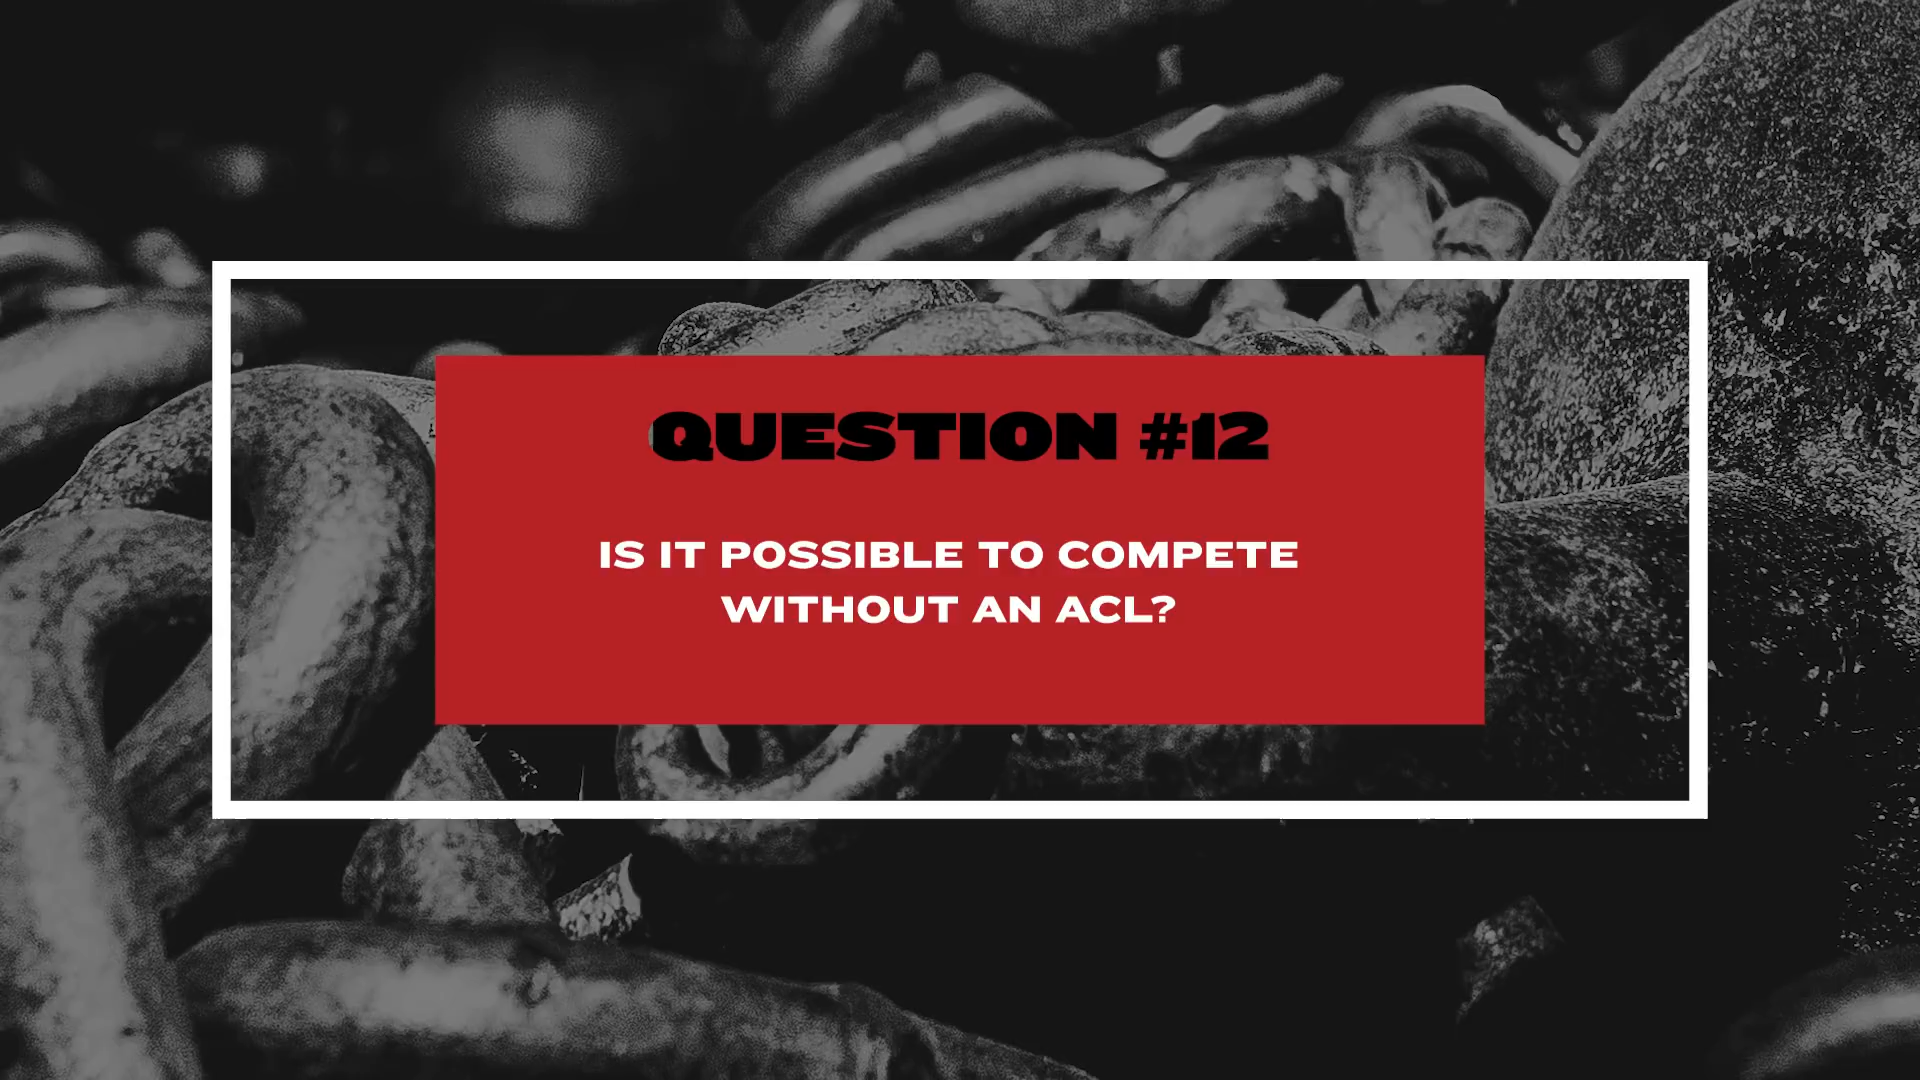 QUESTION #12
IS IT POSSIBLE TO COMPETE
WITHOUT AN ACL?